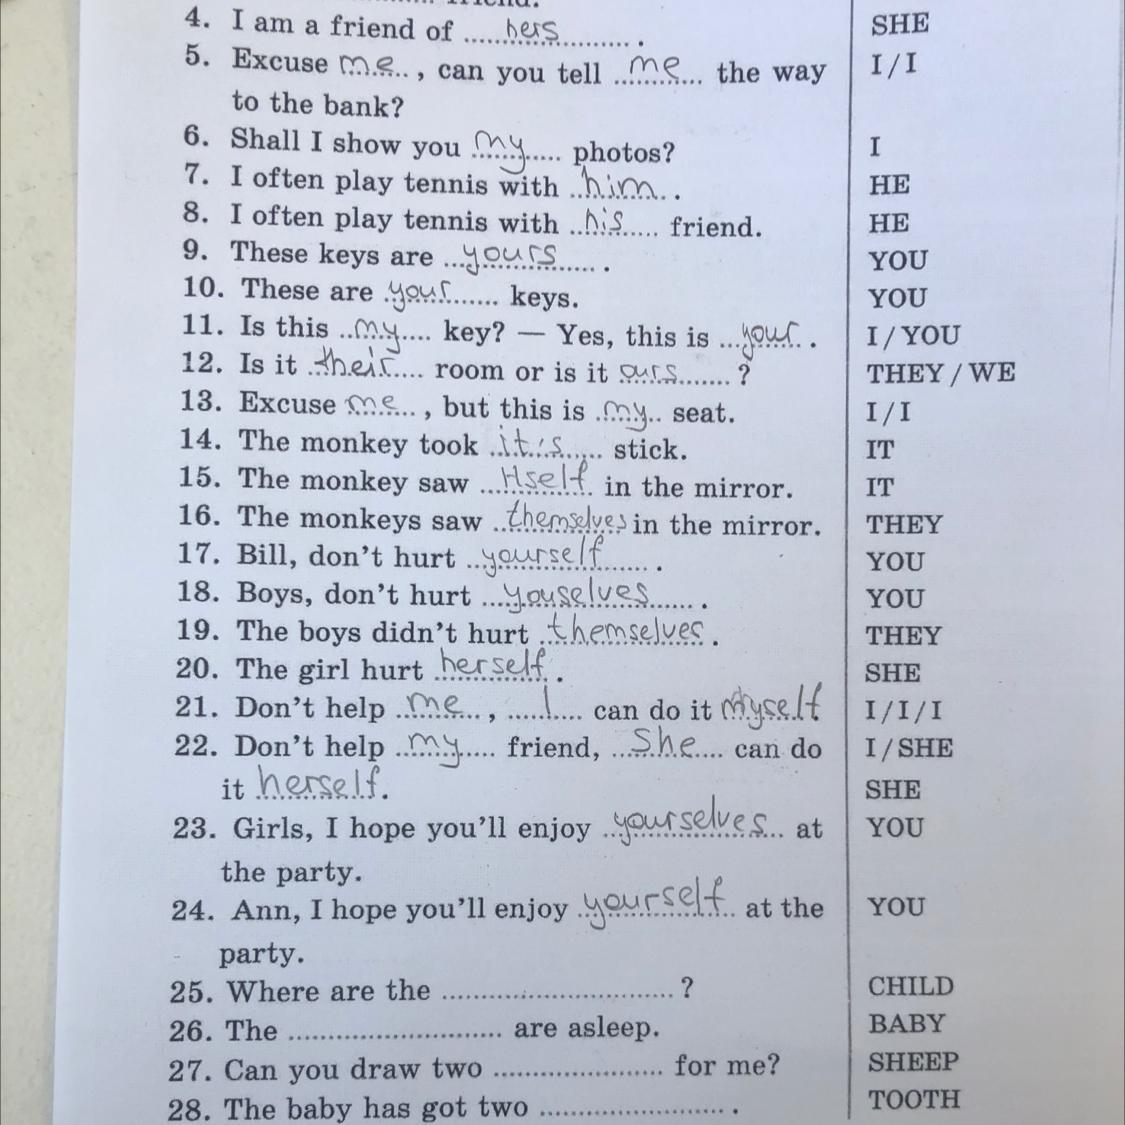 4. I am a friend of hers. SHE
5. Excuse me, can you tell me the way I/I
to the bank?
6. Shall I show you my photos? I
7. I often play tennis with him. HE
8. I often play tennis with his friend. HE
9. These keys are yours. YOU
10. These are your keys. YOU
11. Is this my key? — Yes, this is your. I/YOU
12. Is it their room or is it ours? THEY/WE
13. Excuse me, but this is my seat. I/I
14. The monkey took it's stick. IT
15. The monkey saw Itself in the mirror. IT
16. The monkeys saw themselves in the mirror. THEY
17. Bill, don't hurt yourself. YOU
18. Boys, don't hurt youselves. YOU
19. The boys didn't hurt themselves. THEY
20. The girl hurt herself. SHE
21. Don't help me, I can do it Myself I/I/I
22. Don't help my friend, She can do I/SHE
it herself. SHE
23. Girls, I hope you'll enjoy yourselves at YOU
the party.
24. Ann, I hope you'll enjoy yourself at the YOU
party.
25. Where are the ..............................? CHILD
26. The .............................. are asleep. BABY
27. Can you draw two ........................ for me? SHEEP
28. The baby has got two .......................... . TOOTH